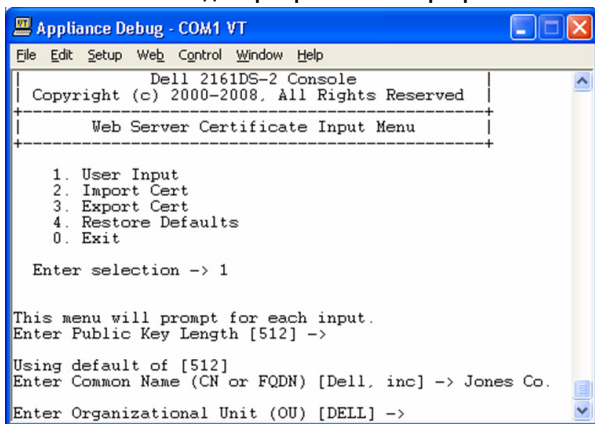 Appliance Debug - COM1 VT
File Edit Setup Web Control Window Help
Dell 2161DS-2 Console
Copyright (c) 2000-2008, All Rights Reserved
Web Server Certificate Input Menu
1. User Input
2. Import Cert
3. Export Cert
4. Restore Defaults
0. Exit
Enter selection -> 1
This menu will prompt for each input.
Enter Public Key Length [512] ->
Using default of [512]
Enter Common Name (CN or FQDN) [Dell, inc] -> Jones Co.
Enter Organizational Unit (OU) [DELL] ->